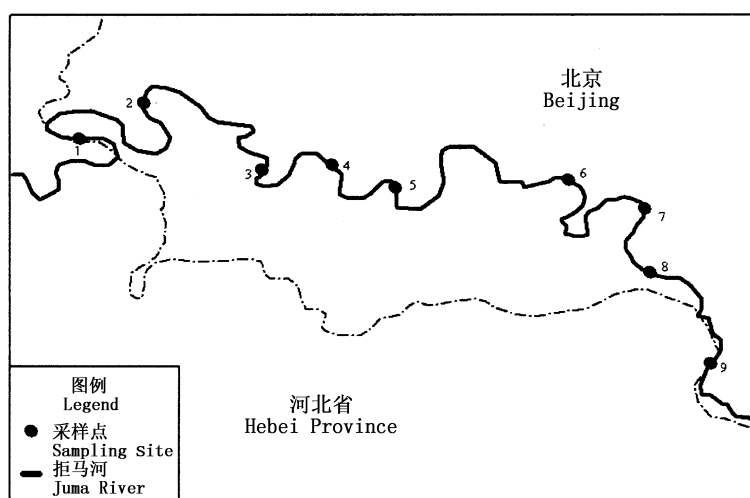 北京
Beijing
1
2
3
4
5
6
7
8
9
河北省
Hebei Province
图例
Legend
采样点
Sampling Site
拒马河
Juma River